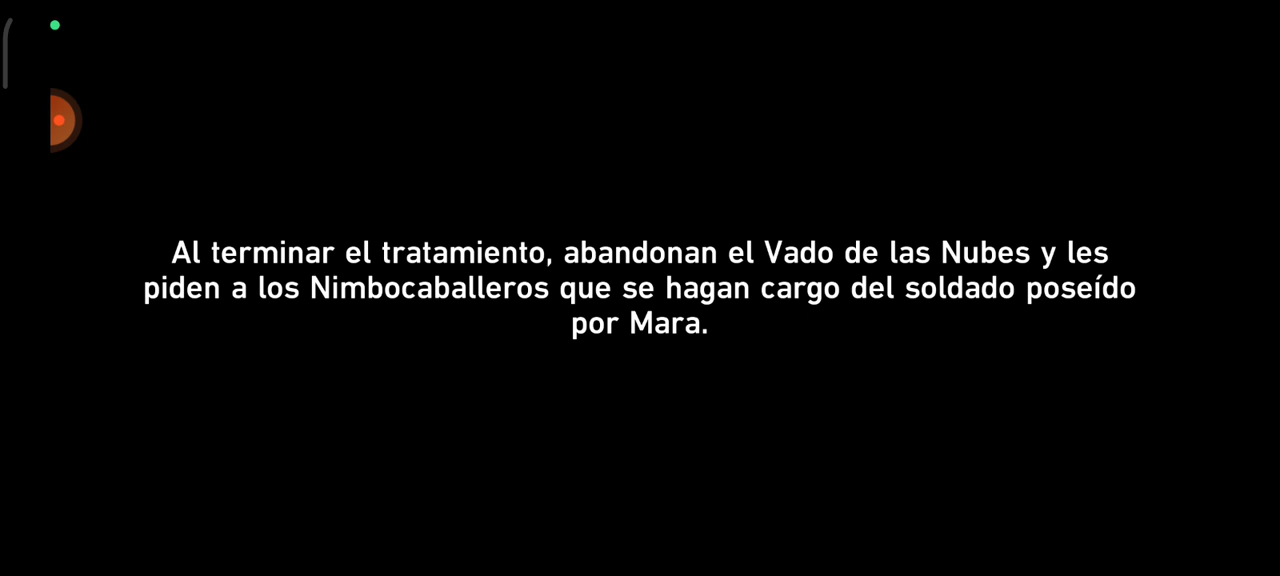 Al terminar el tratamiento, abandonan el Vado de las Nubes y les
piden a los Nimbocaballeros que se hagan cargo del soldado poseído
por Mara.